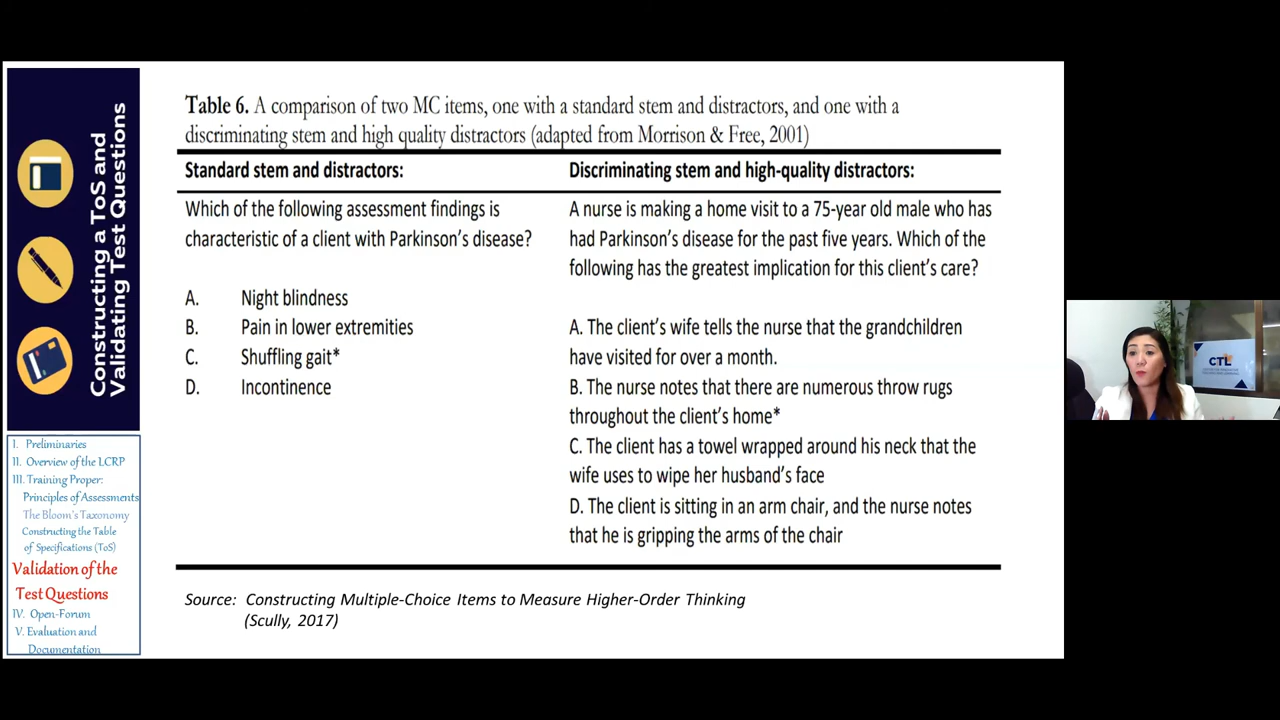 Constructing a ToS and
Validating Test Questions
I. Preliminaries
II. Overview of the LCRP
III. Training Proper:
Principles of Assessments
The Bloom's Taxonomy
Constructing the Table
of Specifications (ToS)
Validation of the
Test Questions
IV. Open-Forum
V. Evaluation and
Documentation
Table 6. A comparison of two MC items, one with a standard stem and distractors, and one with a
discriminating stem and high quality distractors (adapted from Morrison & Free, 2001)
Standard stem and distractors:
Which of the following assessment findings is
characteristic of a client with Parkinson's disease?
A. Night blindness
B. Pain in lower extremities
C. Shuffling gait*
D. Incontinence
Discriminating stem and high-quality distractors:
A nurse is making a home visit to a 75-year old male who has
had Parkinson's disease for the past five years. Which of the
following has the greatest implication for this client's care?
A. The client's wife tells the nurse that the grandchildren
have visited for over a month.
B. The nurse notes that there are numerous throw rugs
throughout the client's home*
C. The client has a towel wrapped around his neck that the
wife uses to wipe her husband's face
D. The client is sitting in an arm chair, and the nurse notes
that he is gripping the arms of the chair
Source: Constructing Multiple-Choice Items to Measure Higher-Order Thinking
(Scully, 2017)
CTL